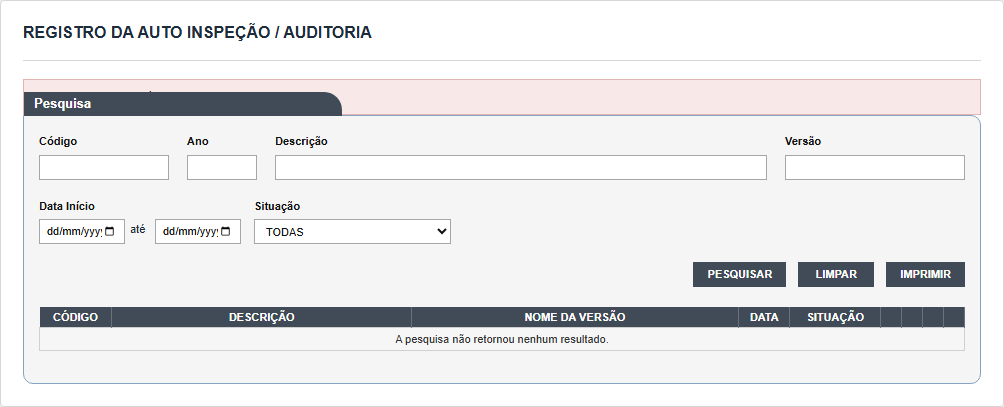 REGISTRO DA AUTO INSPEÇÃO / AUDITORIA
Pesquisa
Código Ano Descrição Versão
Data Início Situação
dd/mm/yyyy até dd/mm/yyyy TODAS
PESQUISAR LIMPAR IMPRIMIR
CÓDIGO DESCRIÇÃO NOME DA VERSÃO DATA SITUAÇÃO
A pesquisa não retornou nenhum resultado.